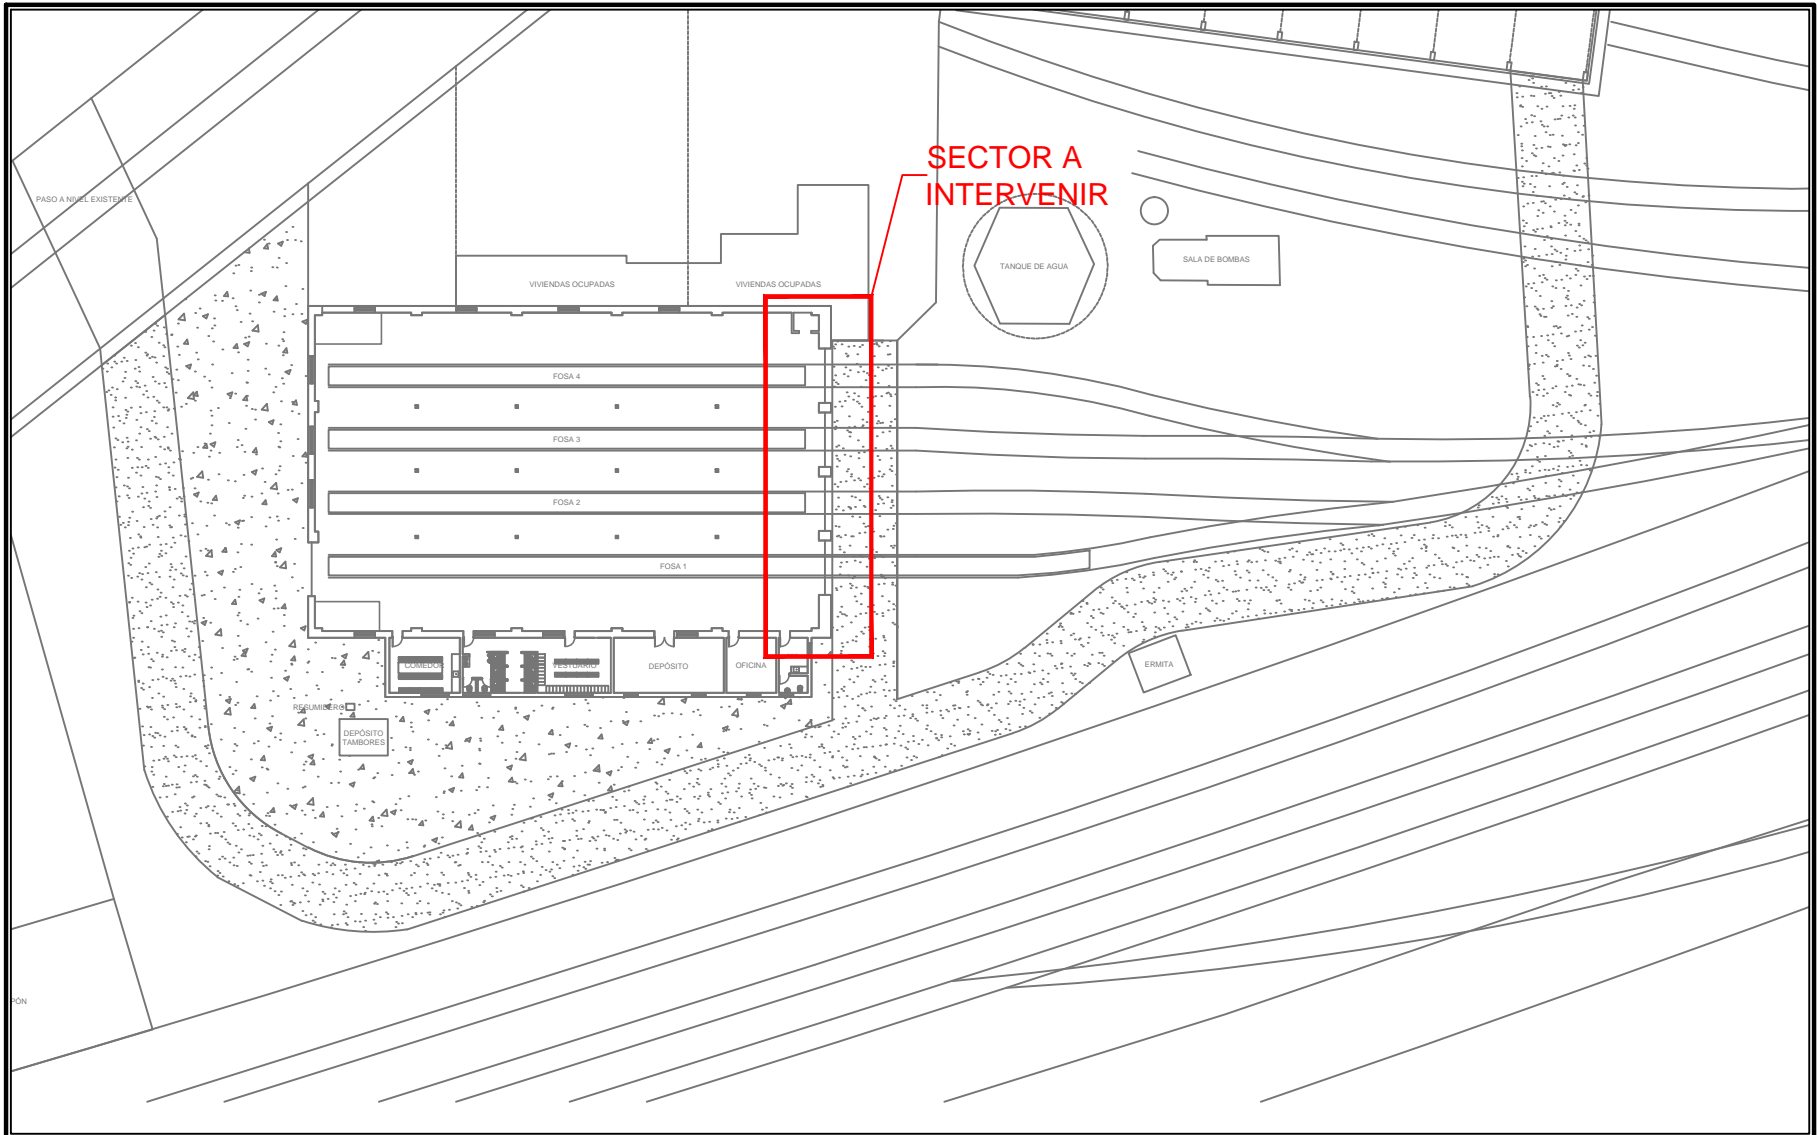 SECTOR A
INTERVENIR
PASO A NIVEL EXISTENTE
TANQUE DE AGUA
SALA DE BOMBAS
VIVIENDAS OCUPADAS
VIVIENDAS OCUPADAS
FOSA 4
FOSA 3
FOSA 2
FOSA 1
COMEDOR
VESTUARIO
DEPÓSITO
OFICINA
ERMITA
RESUMIDERO
DEPÓSITO
TAMBORES
PÓN